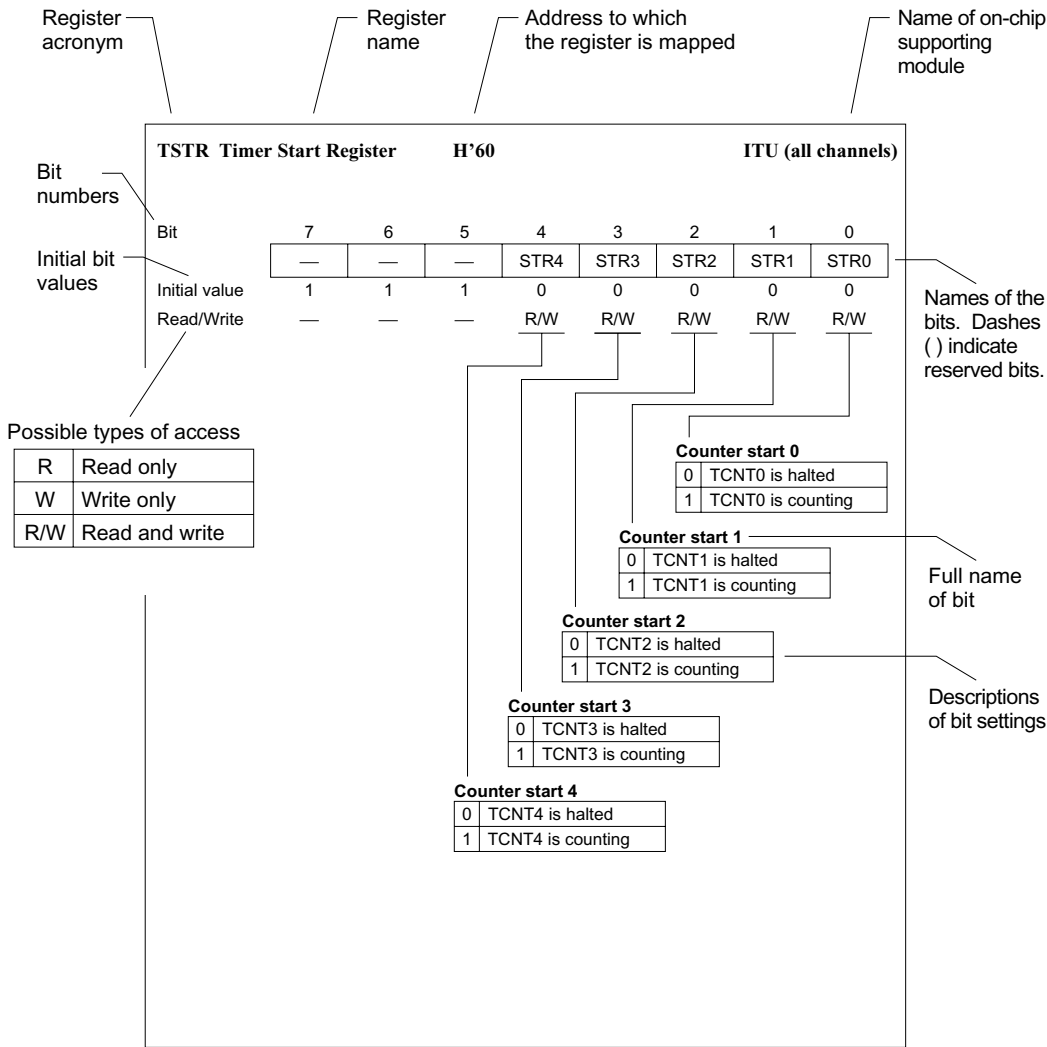 Register
acronym
Register
name
Address to which
the register is mapped
Name of on-chip
supporting
module
TSTR Timer Start Register H’60 ITU (all channels)
Bit
numbers
Bit 7 6 5 4 3 2 1 0
— — — STR4 STR3 STR2 STR1 STR0
Initial bit
values
Initial value 1 1 1 0 0 0 0 0
Read/Write — — — R/W R/W R/W R/W R/W
Names of the
bits. Dashes
( ) indicate
reserved bits.
Possible types of access
R Read only
W Write only
R/W Read and write
Counter start 0
0 TCNT0 is halted
1 TCNT0 is counting
Counter start 1
0 TCNT1 is halted
1 TCNT1 is counting
Full name
of bit
Counter start 2
0 TCNT2 is halted
1 TCNT2 is counting
Descriptions
of bit settings
Counter start 3
0 TCNT3 is halted
1 TCNT3 is counting
Counter start 4
0 TCNT4 is halted
1 TCNT4 is counting